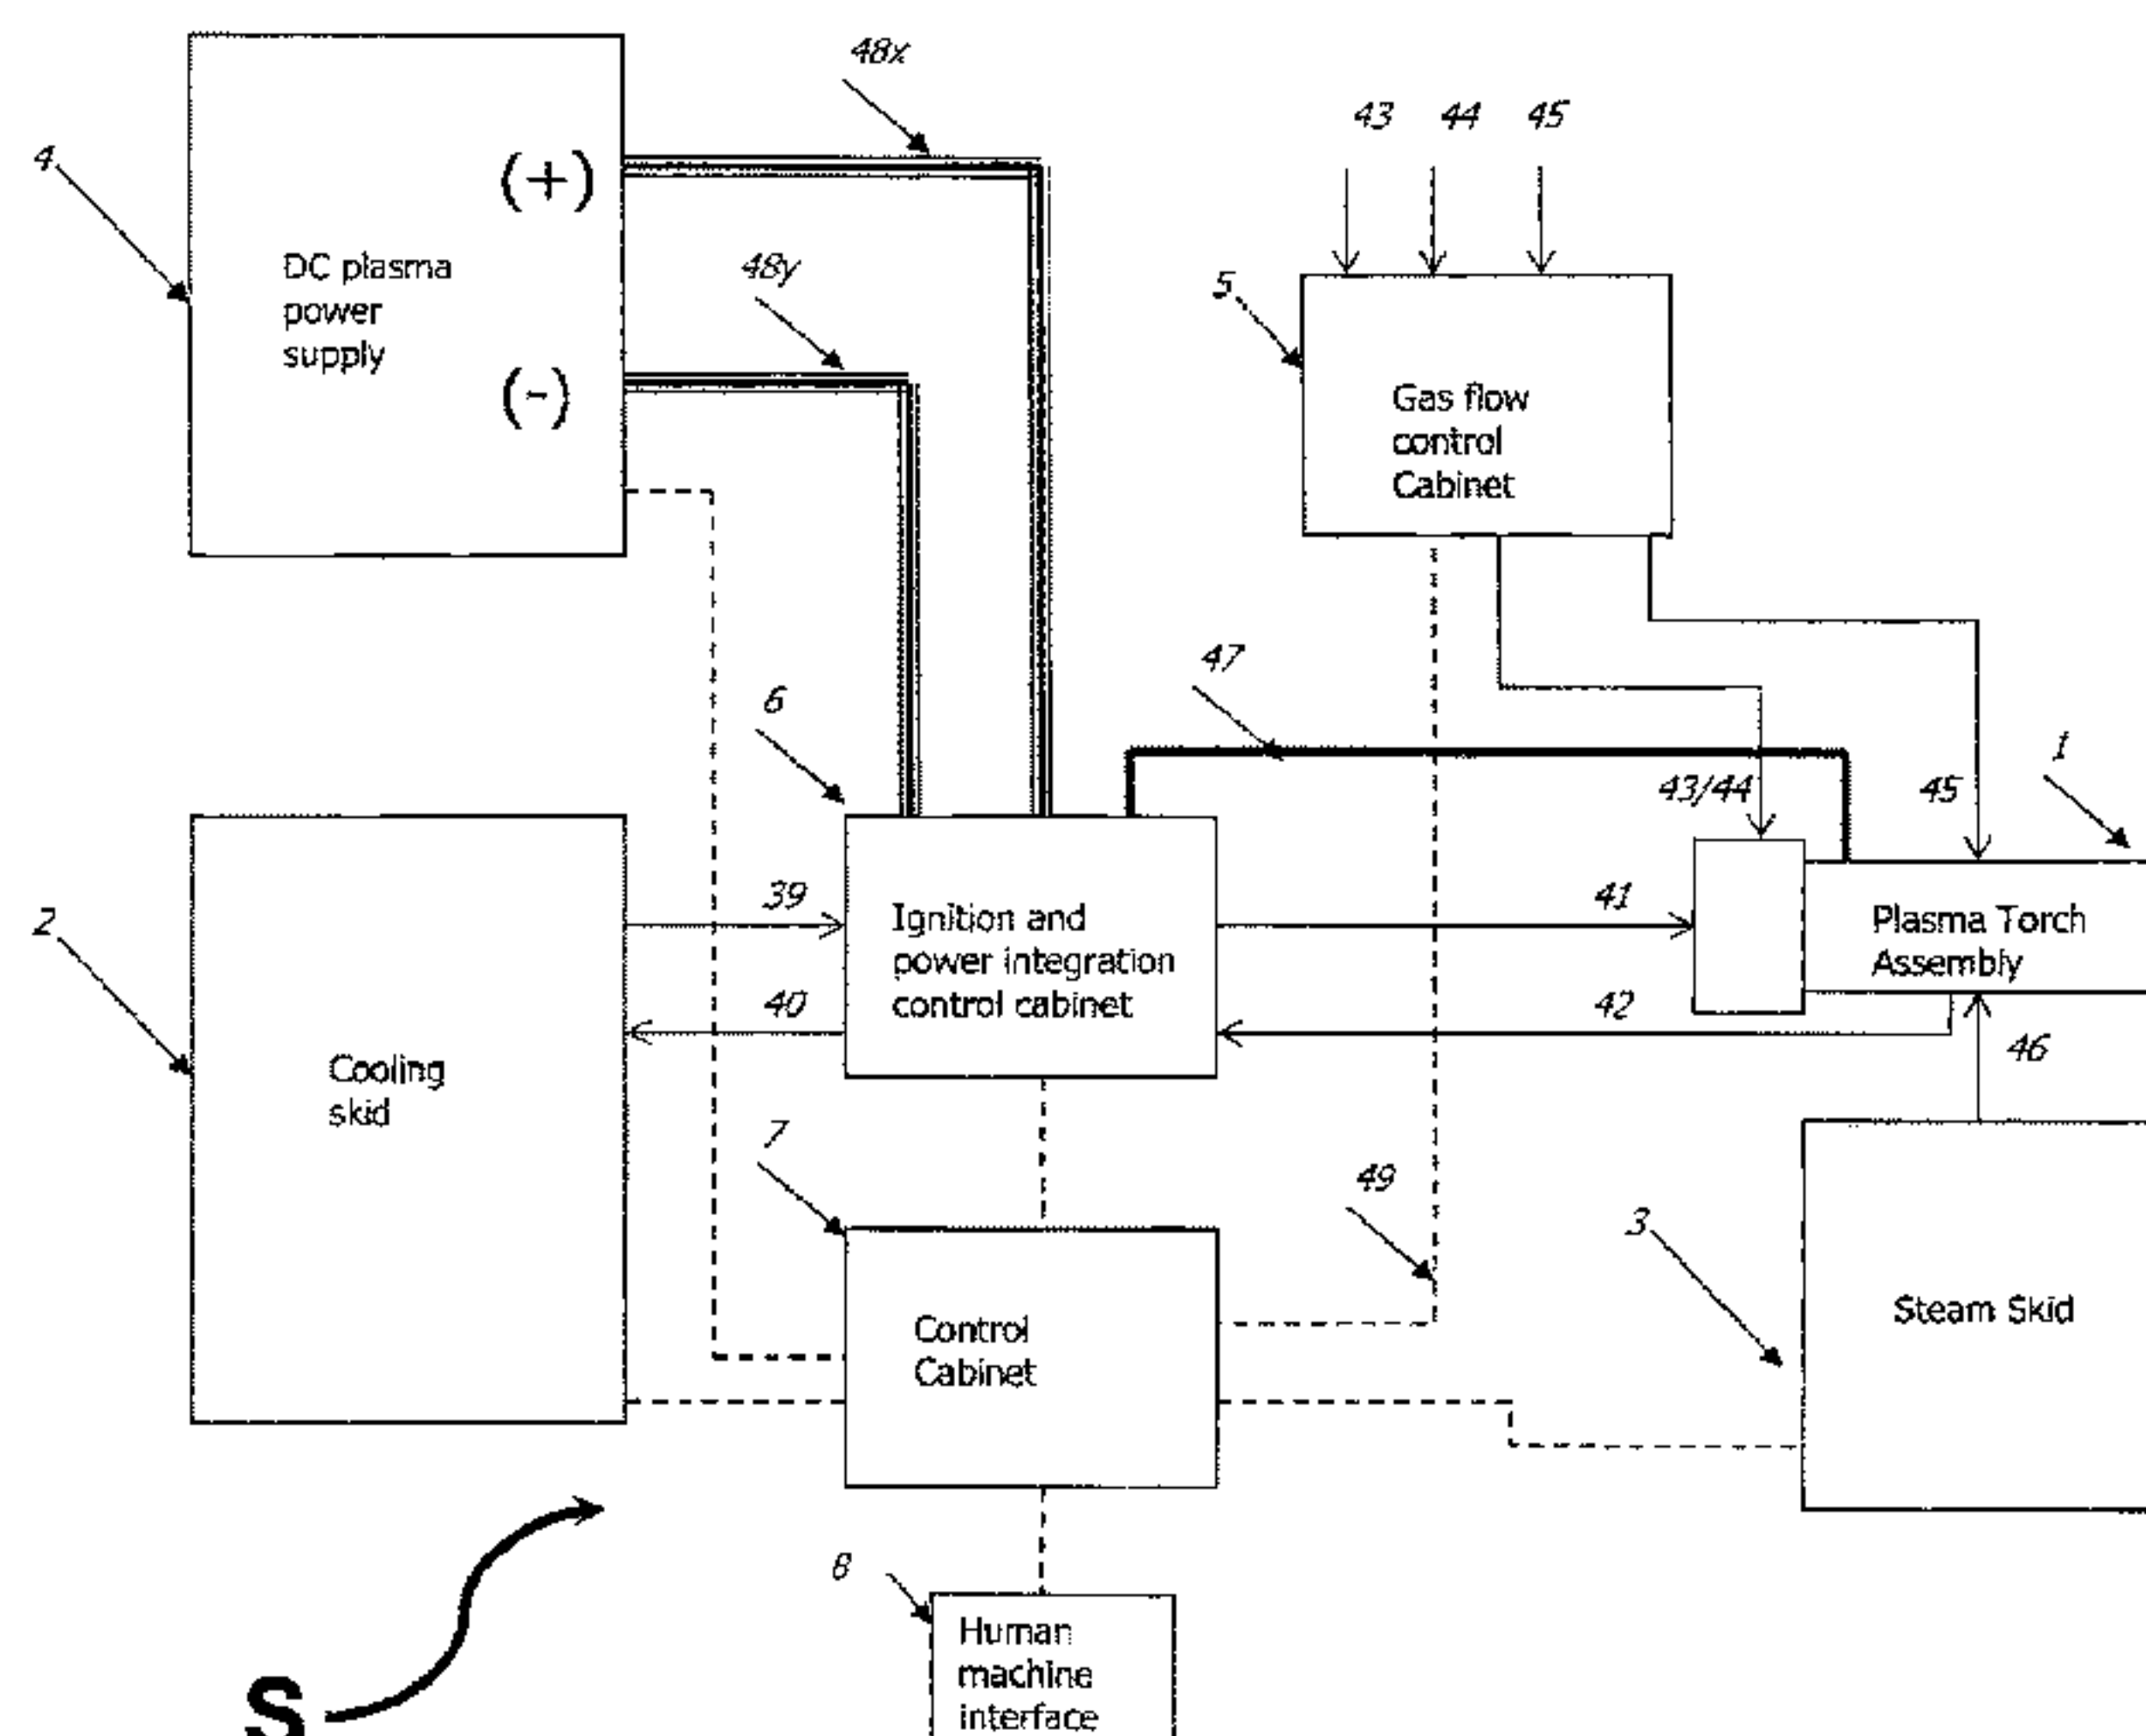 48x
43 44 45
4
(+)
DC plasma
power
supply
48y
5
(-)
Gas flow
control
Cabinet
47
6
1
43/44
45
39
41
2
Ignition and
power integration
control cabinet
Plasma Torch
Assembly
40
42
46
Cooling
skid
7
49
3
Steam Skid
Control
Cabinet
8
Human
machine
interface
S